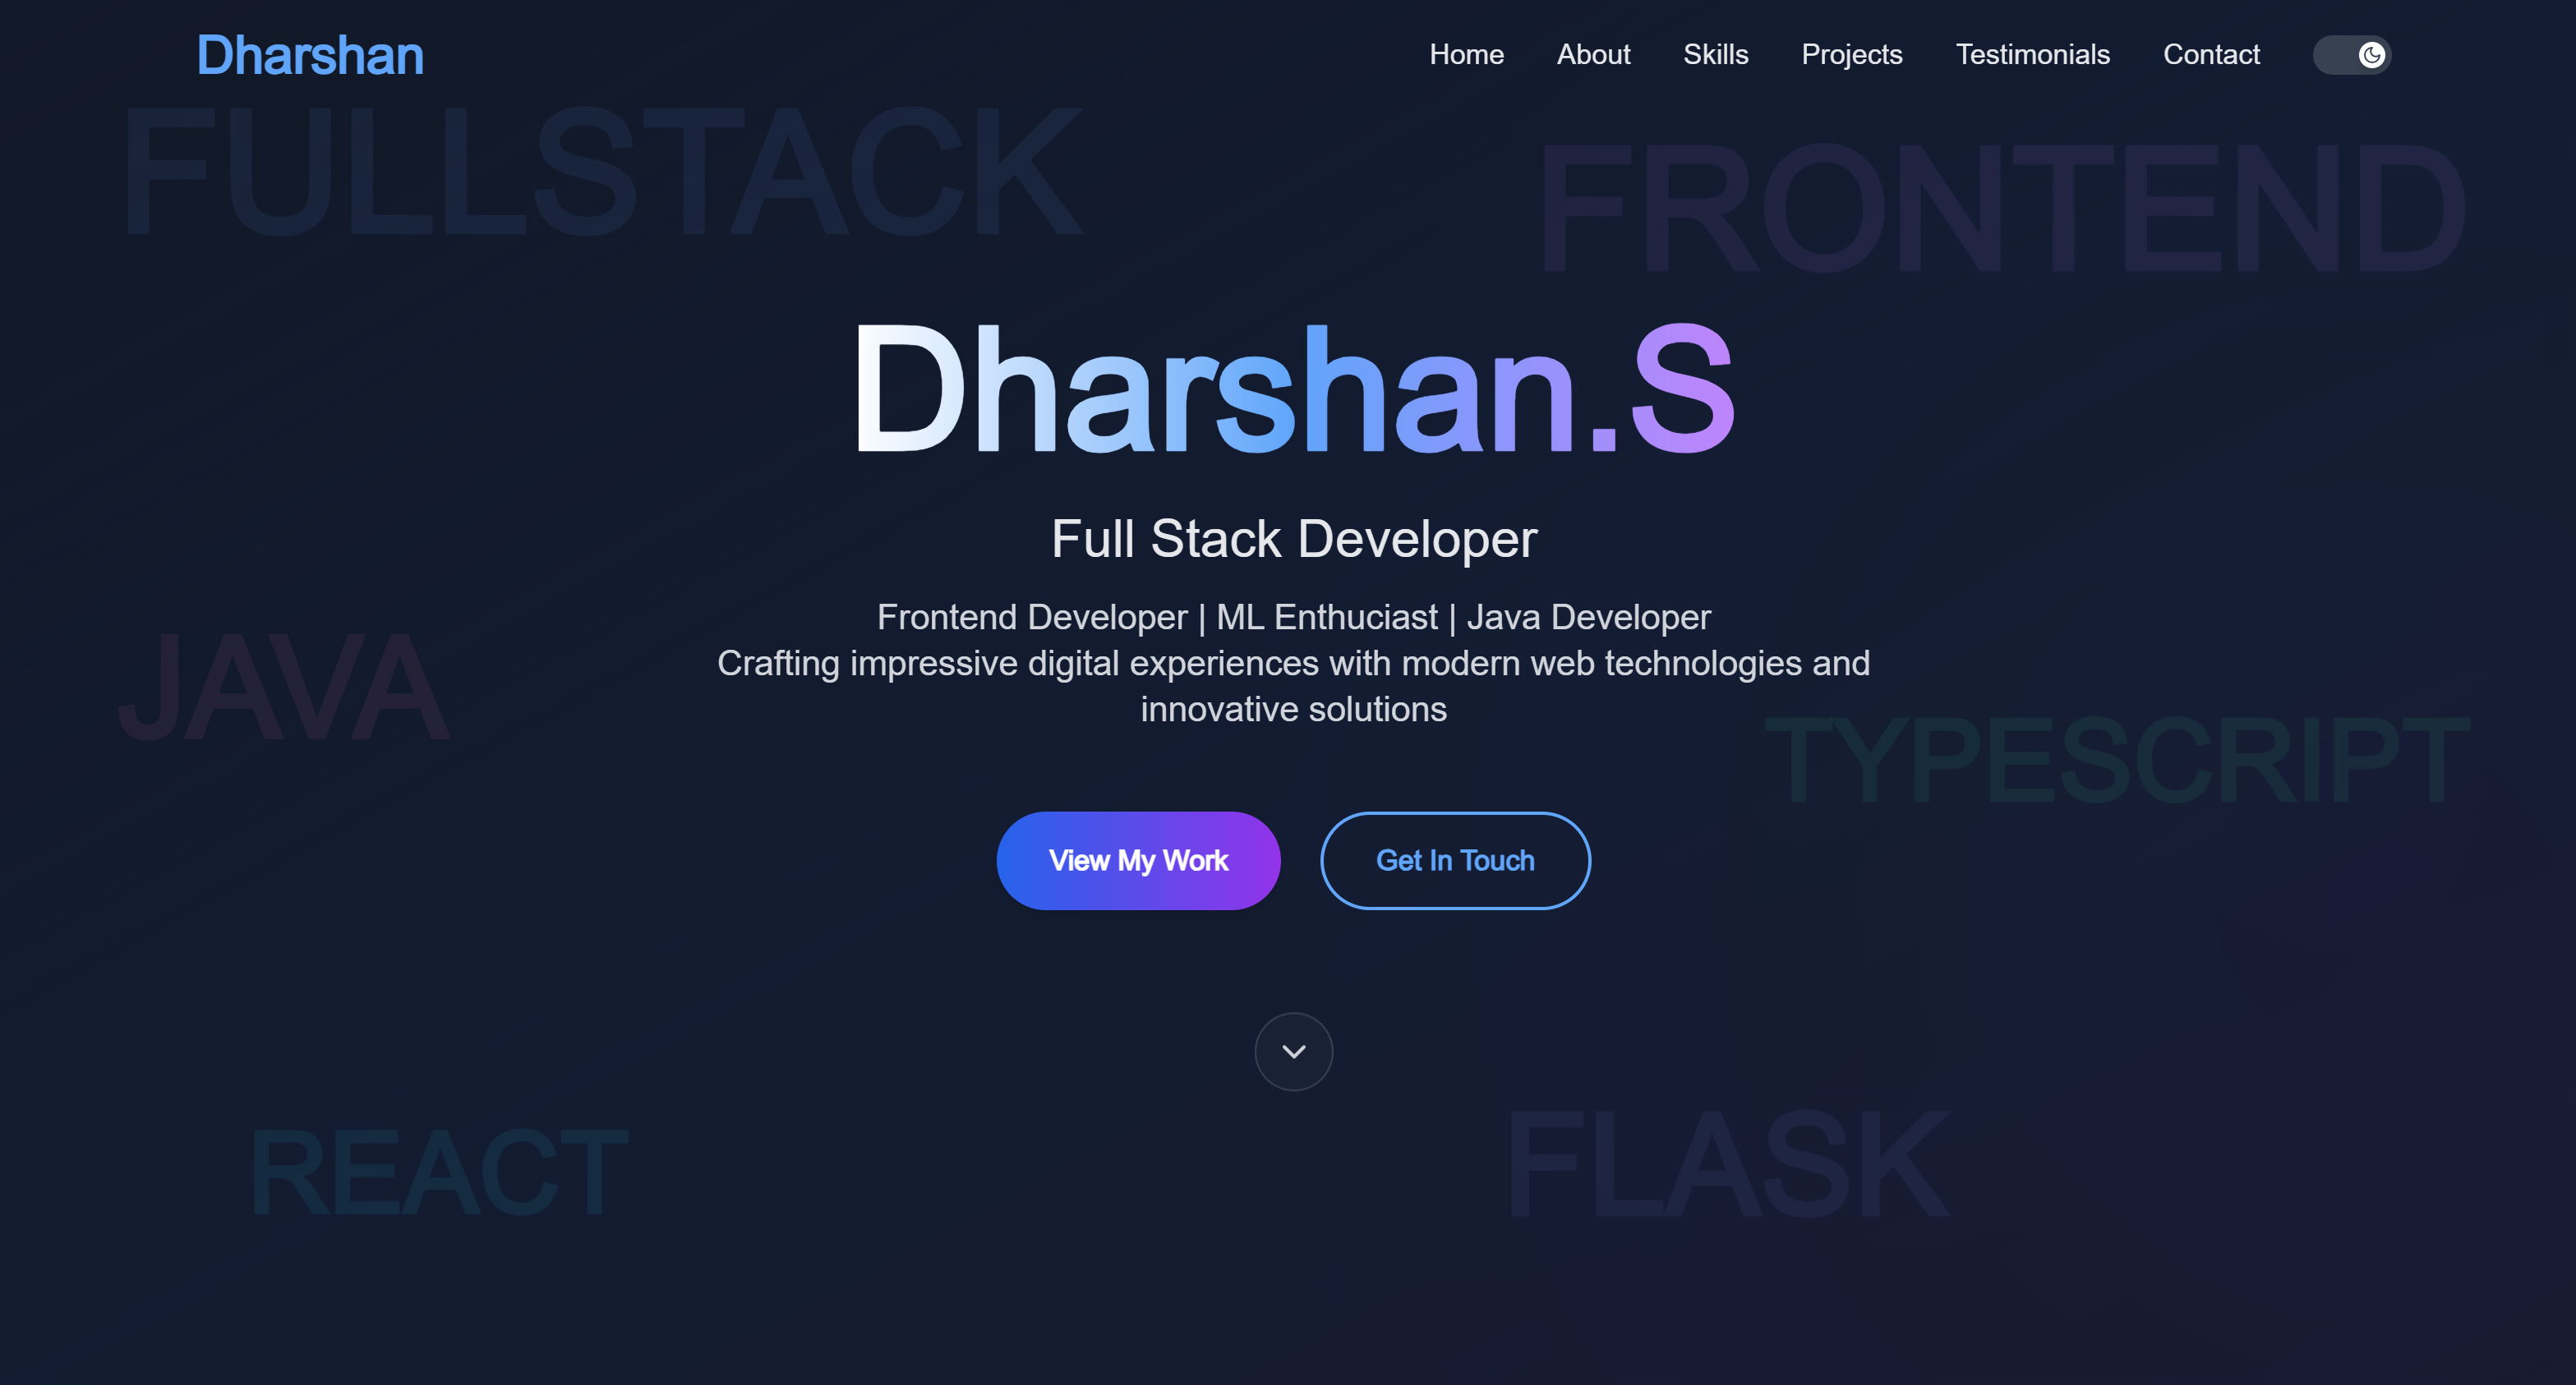 Dharshan
Home About Skills Projects Testimonials Contact
FULLSTACK
FRONTEND
Dharshan.S
Full Stack Developer
Frontend Developer | ML Enthuciast | Java Developer
Crafting impressive digital experiences with modern web technologies and
innovative solutions
JAVA
TYPESCRIPT
View My Work
Get In Touch
REACT
FLASK